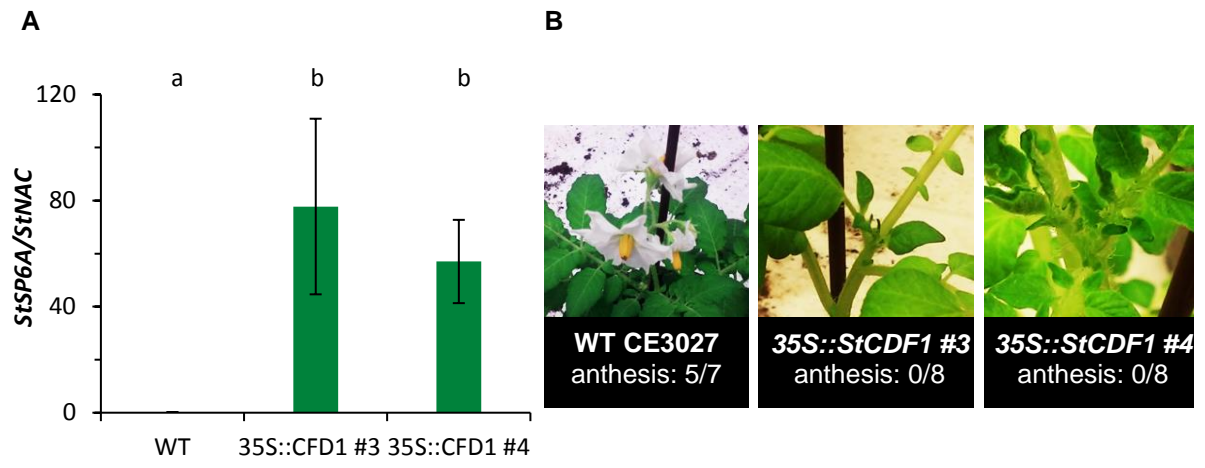 A
B
a b b
120
80
40
0
StSP6A/StNAC
WT 35S::CFD1 #3 35S::CFD1 #4
WT CE3027
anthesis: 5/7
35S::StCDF1 #3
anthesis: 0/8
35S::StCDF1 #4
anthesis: 0/8